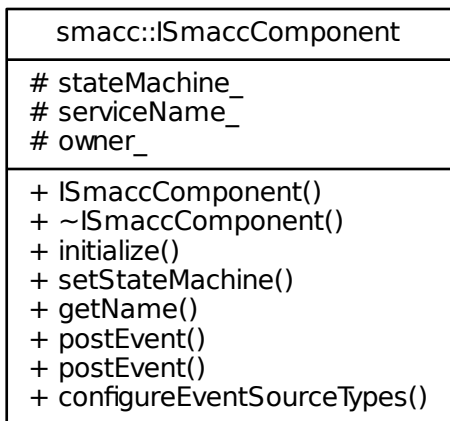 smacc::ISmaccComponent
# stateMachine_
# serviceName_
# owner_
+ ISmaccComponent()
+ ~ISmaccComponent()
+ initialize()
+ setStateMachine()
+ getName()
+ postEvent()
+ postEvent()
+ configureEventSourceTypes()